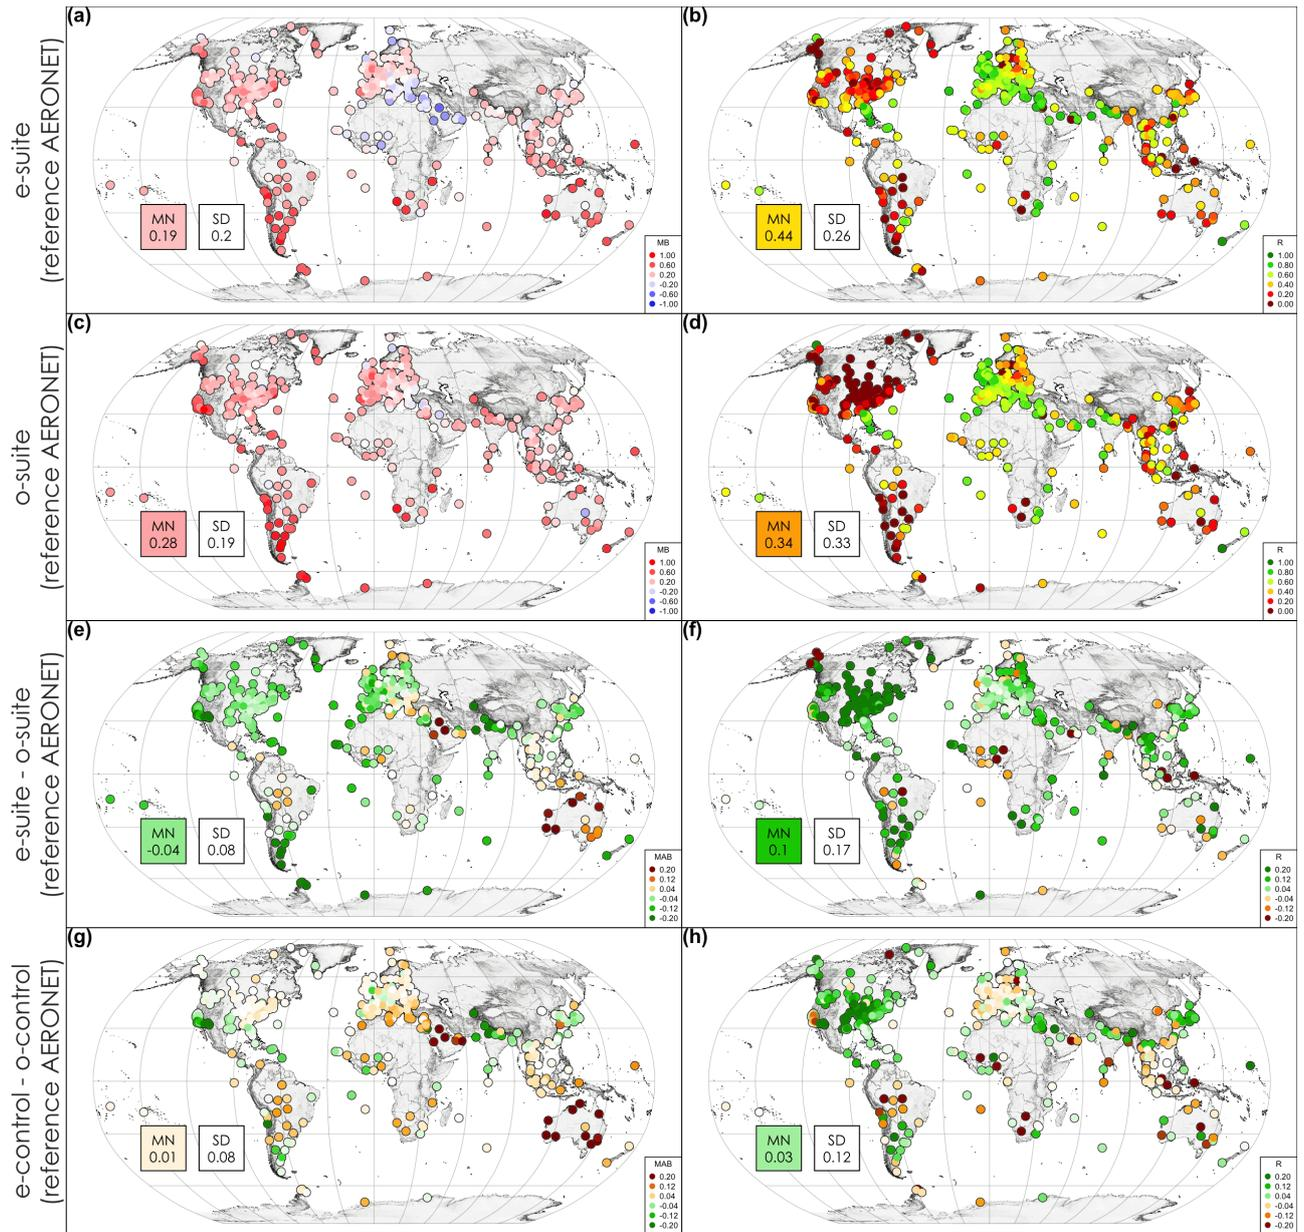 e-suite
(reference AERONET)
(a)
MN
0.19
SD
0.2
MB
1.00
0.60
0.20
-0.20
-0.60
-1.00
(b)
MN
0.44
SD
0.26
R
1.00
0.80
0.60
0.40
0.20
0.00
o-suite
(reference AERONET)
(c)
MN
0.28
SD
0.19
MB
1.00
0.60
0.20
-0.20
-0.60
-1.00
(d)
MN
0.34
SD
0.33
R
1.00
0.80
0.60
0.40
0.20
0.00
e-suite - o-suite
(reference AERONET)
(e)
MN
-0.04
SD
0.08
MAB
0.20
0.12
0.04
-0.04
-0.12
-0.20
(f)
MN
0.1
SD
0.17
R
0.20
0.12
0.04
-0.04
-0.12
-0.20
e-control - o-control
(reference AERONET)
(g)
MN
0.01
SD
0.08
MAB
0.20
0.12
0.04
-0.04
-0.12
-0.20
(h)
MN
0.03
SD
0.12
R
0.20
0.12
0.04
-0.04
-0.12
-0.20